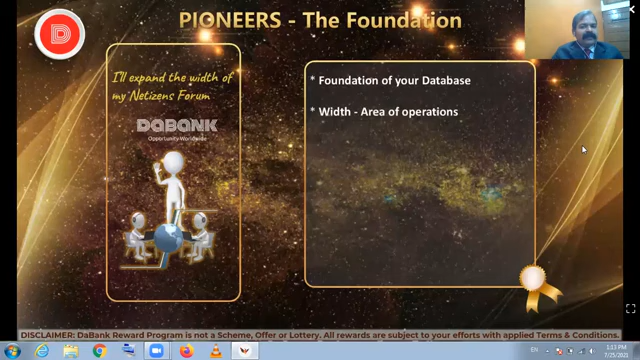 PIONEERS - The Foundation
D
I'll expand the width of
my Netizens Forum
DABANK
Opportunity Worldwide
* Foundation of your Database
* Width - Area of operations
DISCLAIMER: DaBank Reward Program is not a Scheme, Offer or Lottery. All rewards are subject to your efforts with applied Terms & Conditions.
EN
1:13 PM
7/25/2021